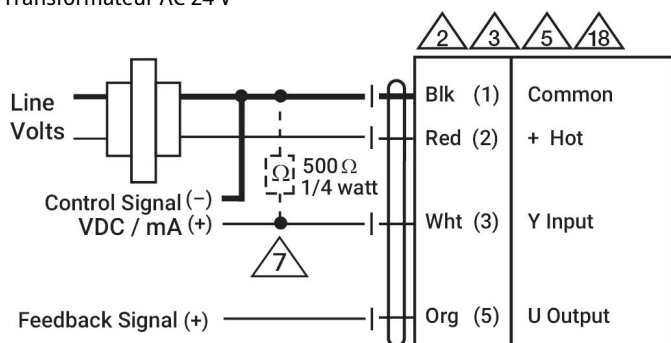 Transformateur AC 24 V
2 3 5 18
Line
Volts
Blk (1) Common
Red (2) + Hot
Ω 500 Ω
1/4 watt
Control Signal (−)
VDC / mA (+)
Wht (3) Y Input
7
Feedback Signal (+)
Org (5) U Output